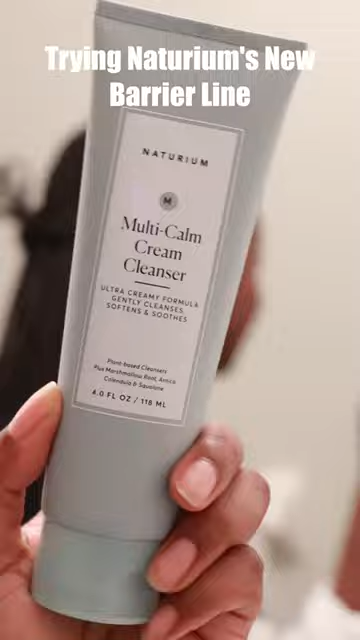 Trying Naturium's New
Barrier Line
NATURIUM
M
Multi-Calm
Cream
Cleanser
ULTRA CREAMY FORMULA
GENTLY CLEANSES,
SOFTENS & SOOTHES
Plant-based Cleansers
Plus Marshmallow Root, Arnica
Calendula & Squalane
4.0 FL OZ / 118 ML